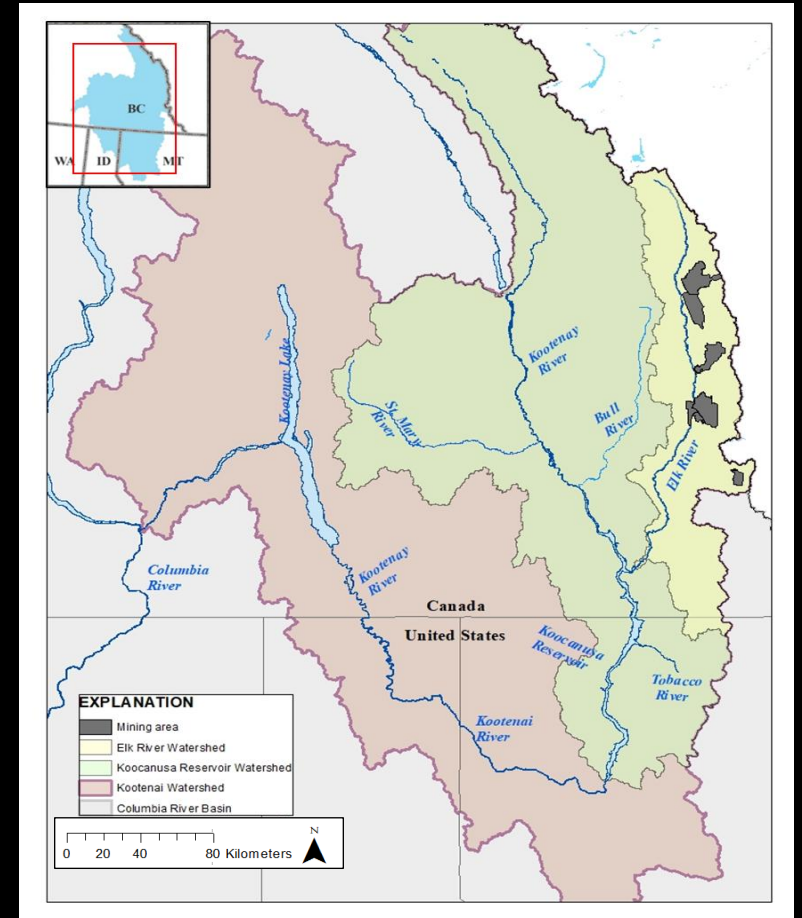 BC
WA
ID
MT
Kootenay Lake
Kootenay
River
St. Mary
River
Bull
River
Elk River
Columbia
River
Kootenay
River
Canada
United States
Koocanusa
Reservoir
Tobacco
River
Kootenai
River
EXPLANATION
Mining area
Elk River Watershed
Koocanusa Reservoir Watershed
Kootenai Watershed
Columbia River Basin
N
0 20 40 80 Kilometers